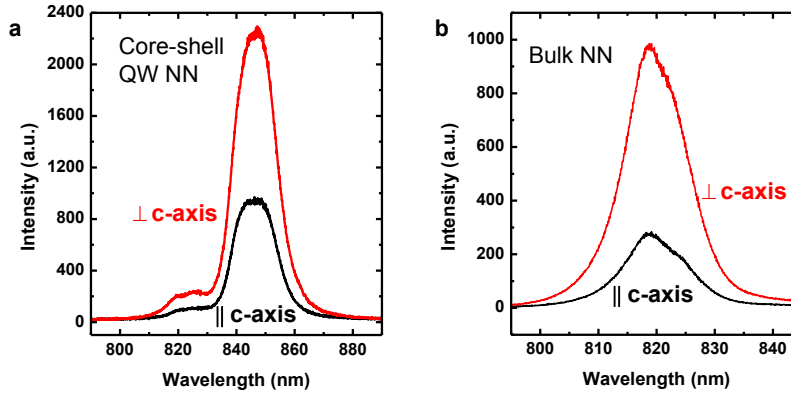 a
Core-shell
QW NN
⊥ c-axis
|| c-axis
Intensity (a.u.)
2400
2000
1600
1200
800
400
0
800
820
840
860
880
Wavelength (nm)
b
Bulk NN
⊥ c-axis
|| c-axis
Intensity (a.u.)
1000
800
600
400
200
0
800
810
820
830
840
Wavelength (nm)